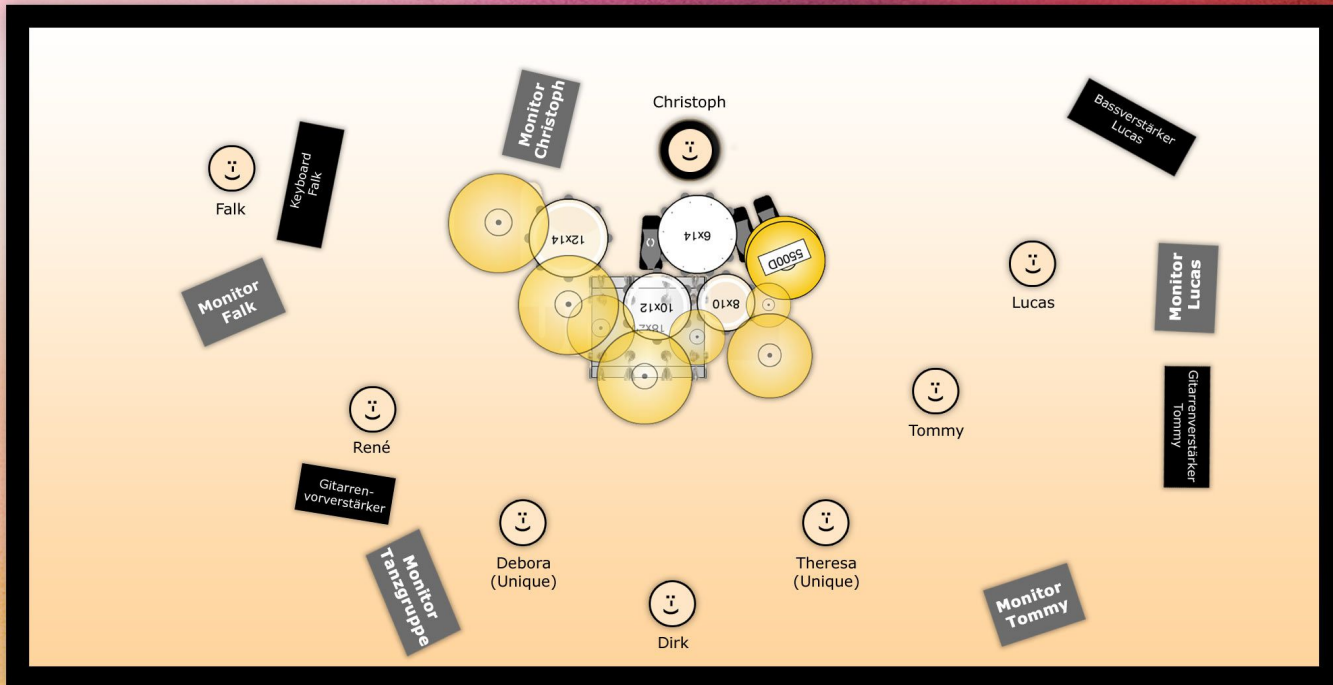 Monitor
Christoph
Christoph
Bassverstärker
Lucas
Keyboard
Falk
Falk
12x14
6x14
5500D
Monitor
Falk
10x12
8x10
Lucas
Monitor
Lucas
René
Tommy
Gitarrenverstärker
Tommy
Gitarren-
vorverstärker
Debora
(Unique)
Theresa
(Unique)
Monitor
Tanzgruppe
Dirk
Monitor
Tommy